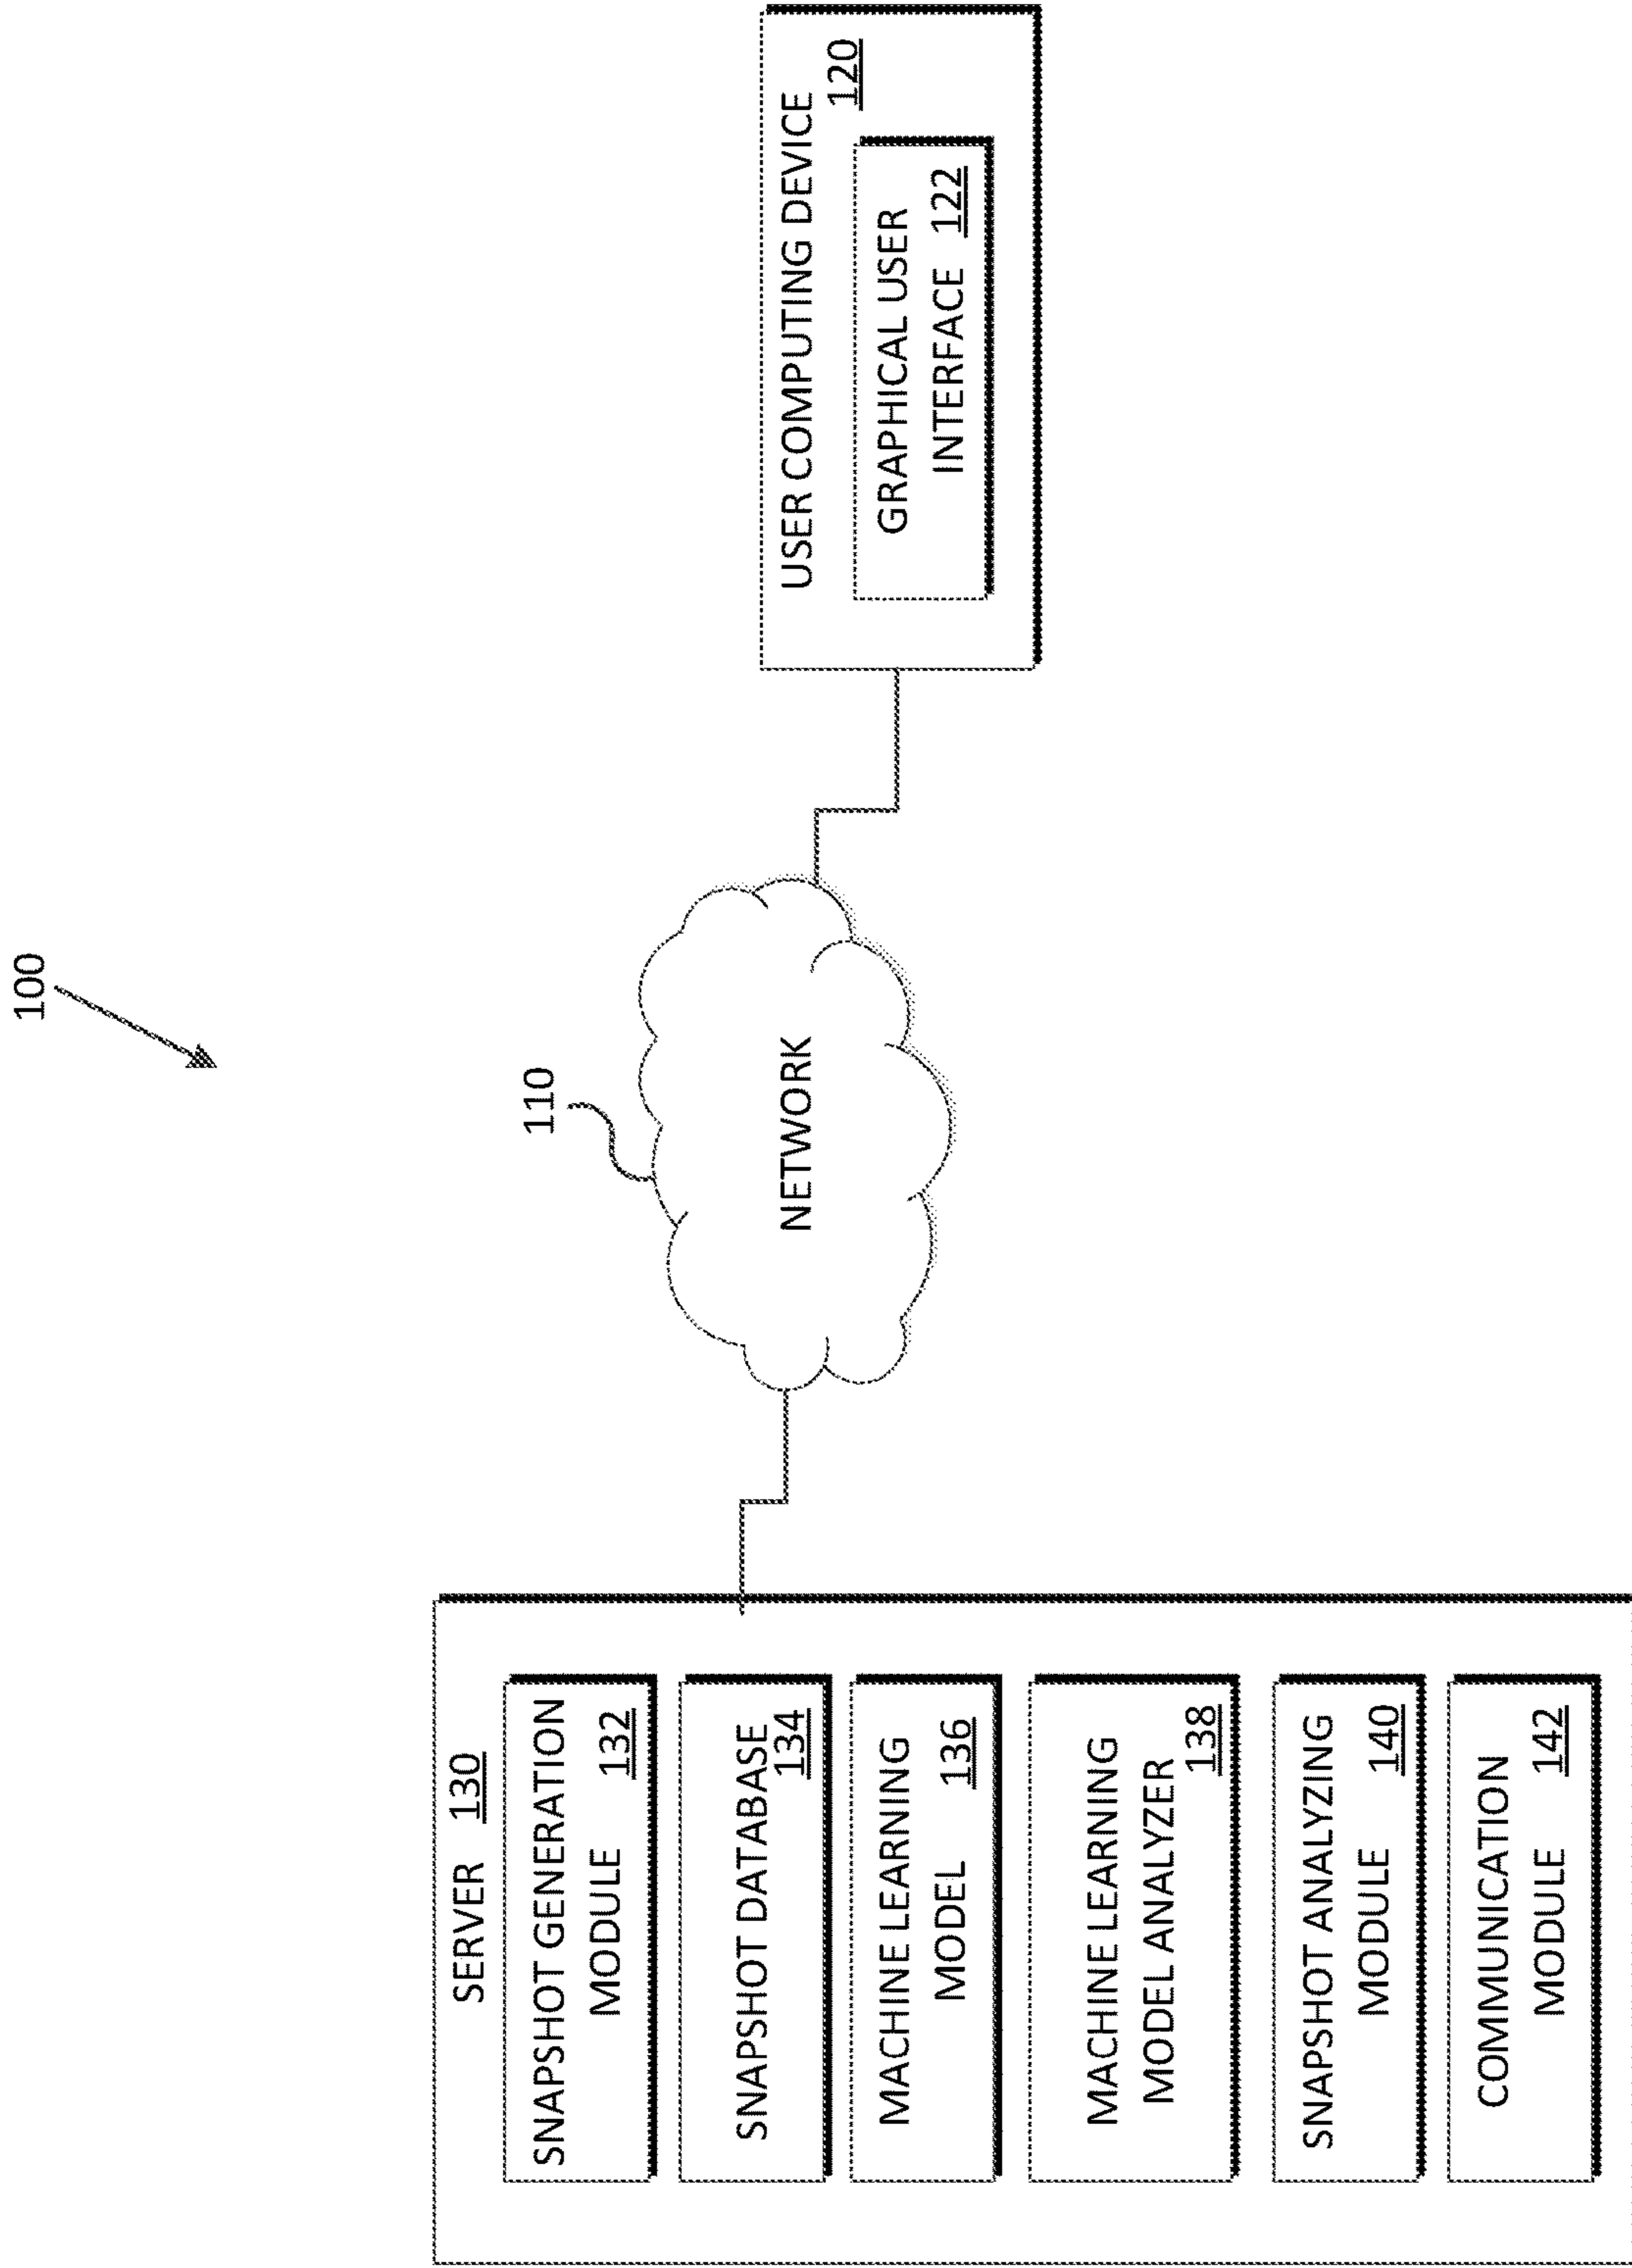 100
110
SERVER 130
SNAPSHOT GENERATION
MODULE 132
SNAPSHOT DATABASE
134
MACHINE LEARNING
MODEL 136
MACHINE LEARNING
MODEL ANALYZER
138
SNAPSHOT ANALYZING
MODULE 140
COMMUNICATION
MODULE 142
NETWORK
USER COMPUTING DEVICE
120
GRAPHICAL USER
INTERFACE 122